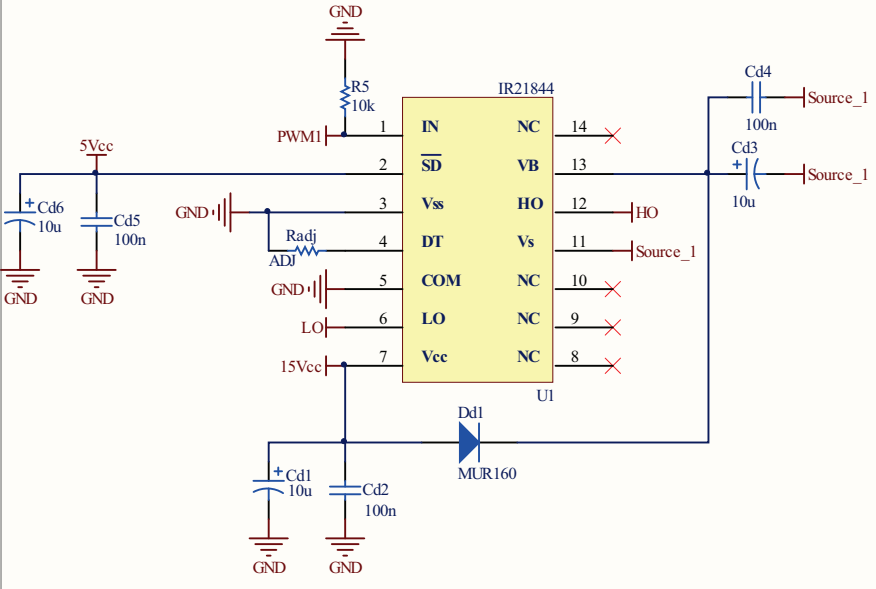 GND
R5
10k
IR21844
Cd4
Source_1
100n
PWM1
1
IN
NC
14
5Vcc
2
SD
VB
13
Cd3
+
Source_1
10u
+
Cd6
10u
Cd5
100n
GND
3
Vss
HO
12
HO
Radj
ADJ
4
DT
Vs
11
Source_1
GND
GND
GND
5
COM
NC
10
LO
6
LO
NC
9
15Vcc
7
Vcc
NC
8
U1
Dd1
MUR160
+
Cd1
10u
Cd2
100n
GND
GND